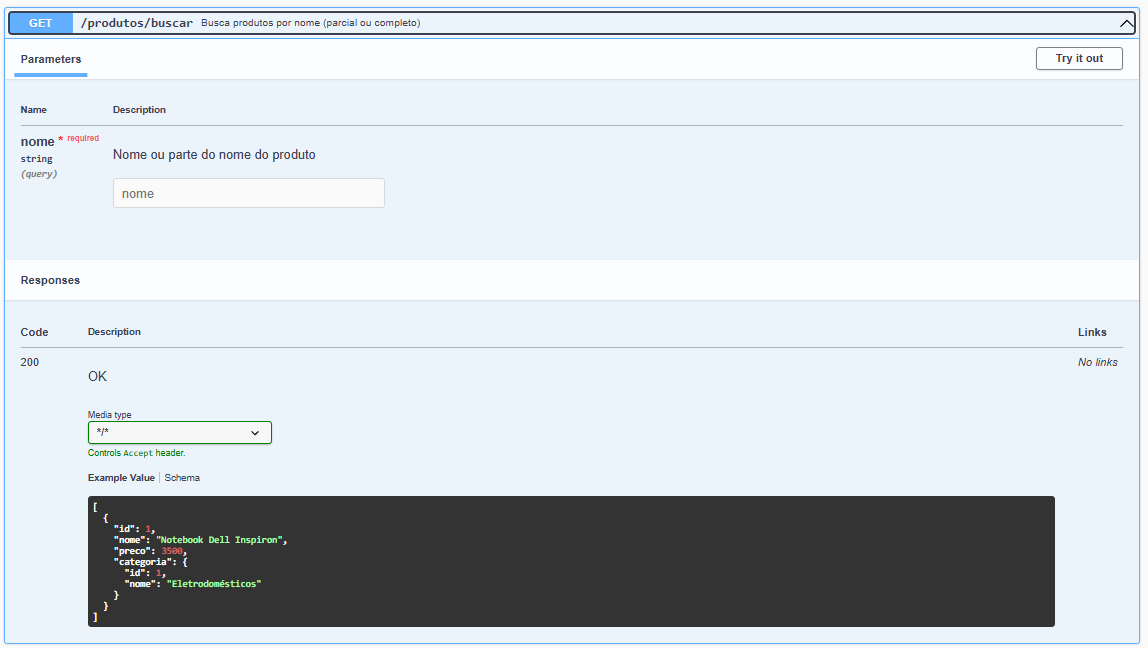 GET /produtos/buscar Busca produtos por nome (parcial ou completo)
Parameters
Try it out
Name Description
nome * required
string
(query)
Nome ou parte do nome do produto
nome
Responses
Code Description Links
200
OK
No links
Media type
*/*
Controls Accept header.
Example Value Schema
[
  {
    "id": 1,
    "nome": "Notebook Dell Inspiron",
    "preco": 3500,
    "categoria": {
      "id": 1,
      "nome": "Eletrodomésticos"
    }
  }
]